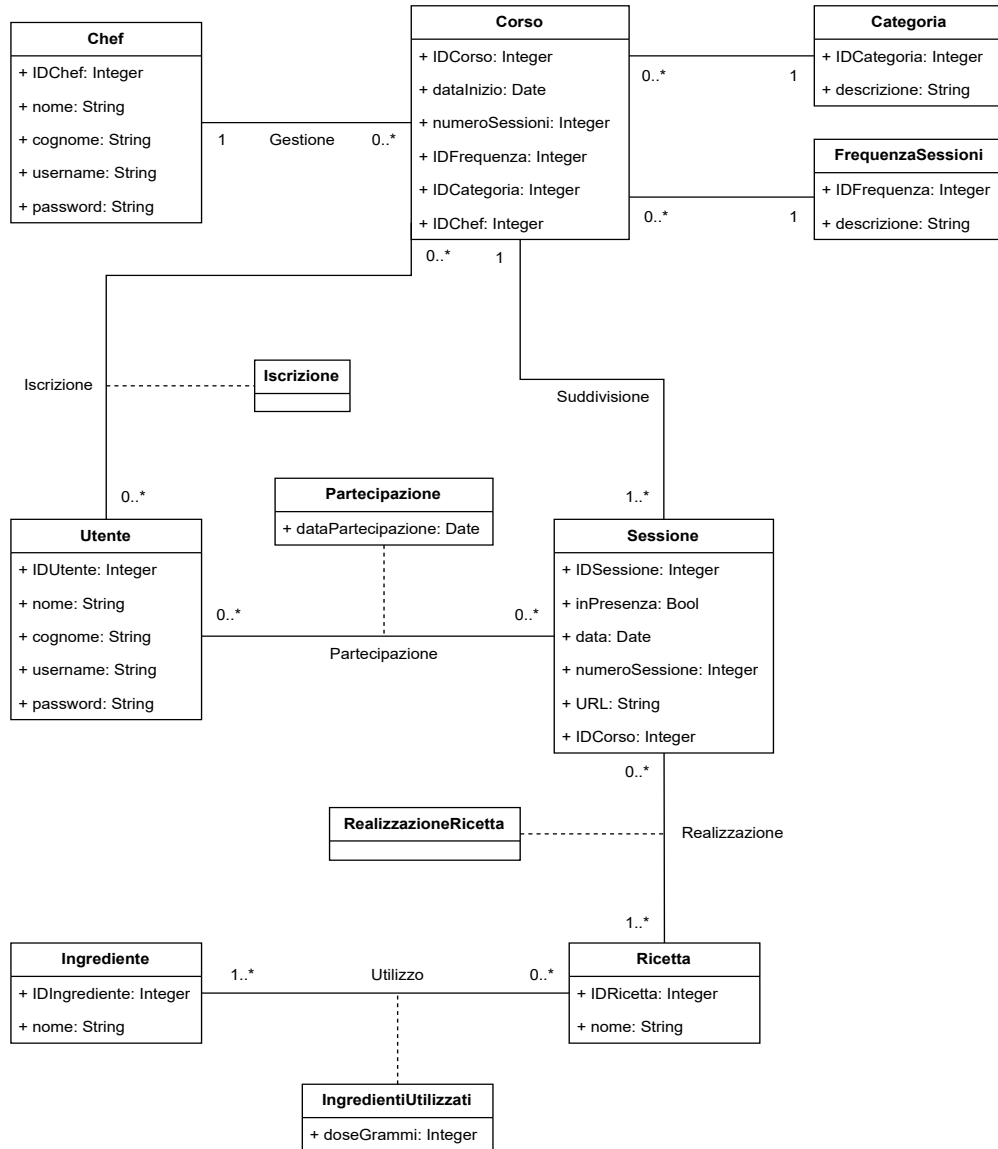 Chef
+ IDChef: Integer
+ nome: String
+ cognome: String
+ username: String
+ password: String
1
Gestione
0..*
Corso
+ IDCorso: Integer
+ dataInizio: Date
+ numeroSessioni: Integer
+ IDFrequenza: Integer
+ IDCategoria: Integer
+ IDChef: Integer
0..*
1
Categoria
+ IDCategoria: Integer
+ descrizione: String
0..*
1
FrequenzaSessioni
+ IDFrequenza: Integer
+ descrizione: String
0..*
1
Iscrizione
Iscrizione
Suddivisione
0..*
1..*
Partecipazione
+ dataPartecipazione: Date
Utente
+ IDUtente: Integer
+ nome: String
+ cognome: String
+ username: String
+ password: String
0..*
0..*
Partecipazione
Sessione
+ IDSessione: Integer
+ inPresenza: Bool
+ data: Date
+ numeroSessione: Integer
+ URL: String
+ IDCorso: Integer
0..*
RealizzazioneRicetta
Realizzazione
1..*
Ingrediente
+ IDIngrediente: Integer
+ nome: String
1..*
Utilizzo
0..*
Ricetta
+ IDRicetta: Integer
+ nome: String
IngredientiUtilizzati
+ doseGrammi: Integer